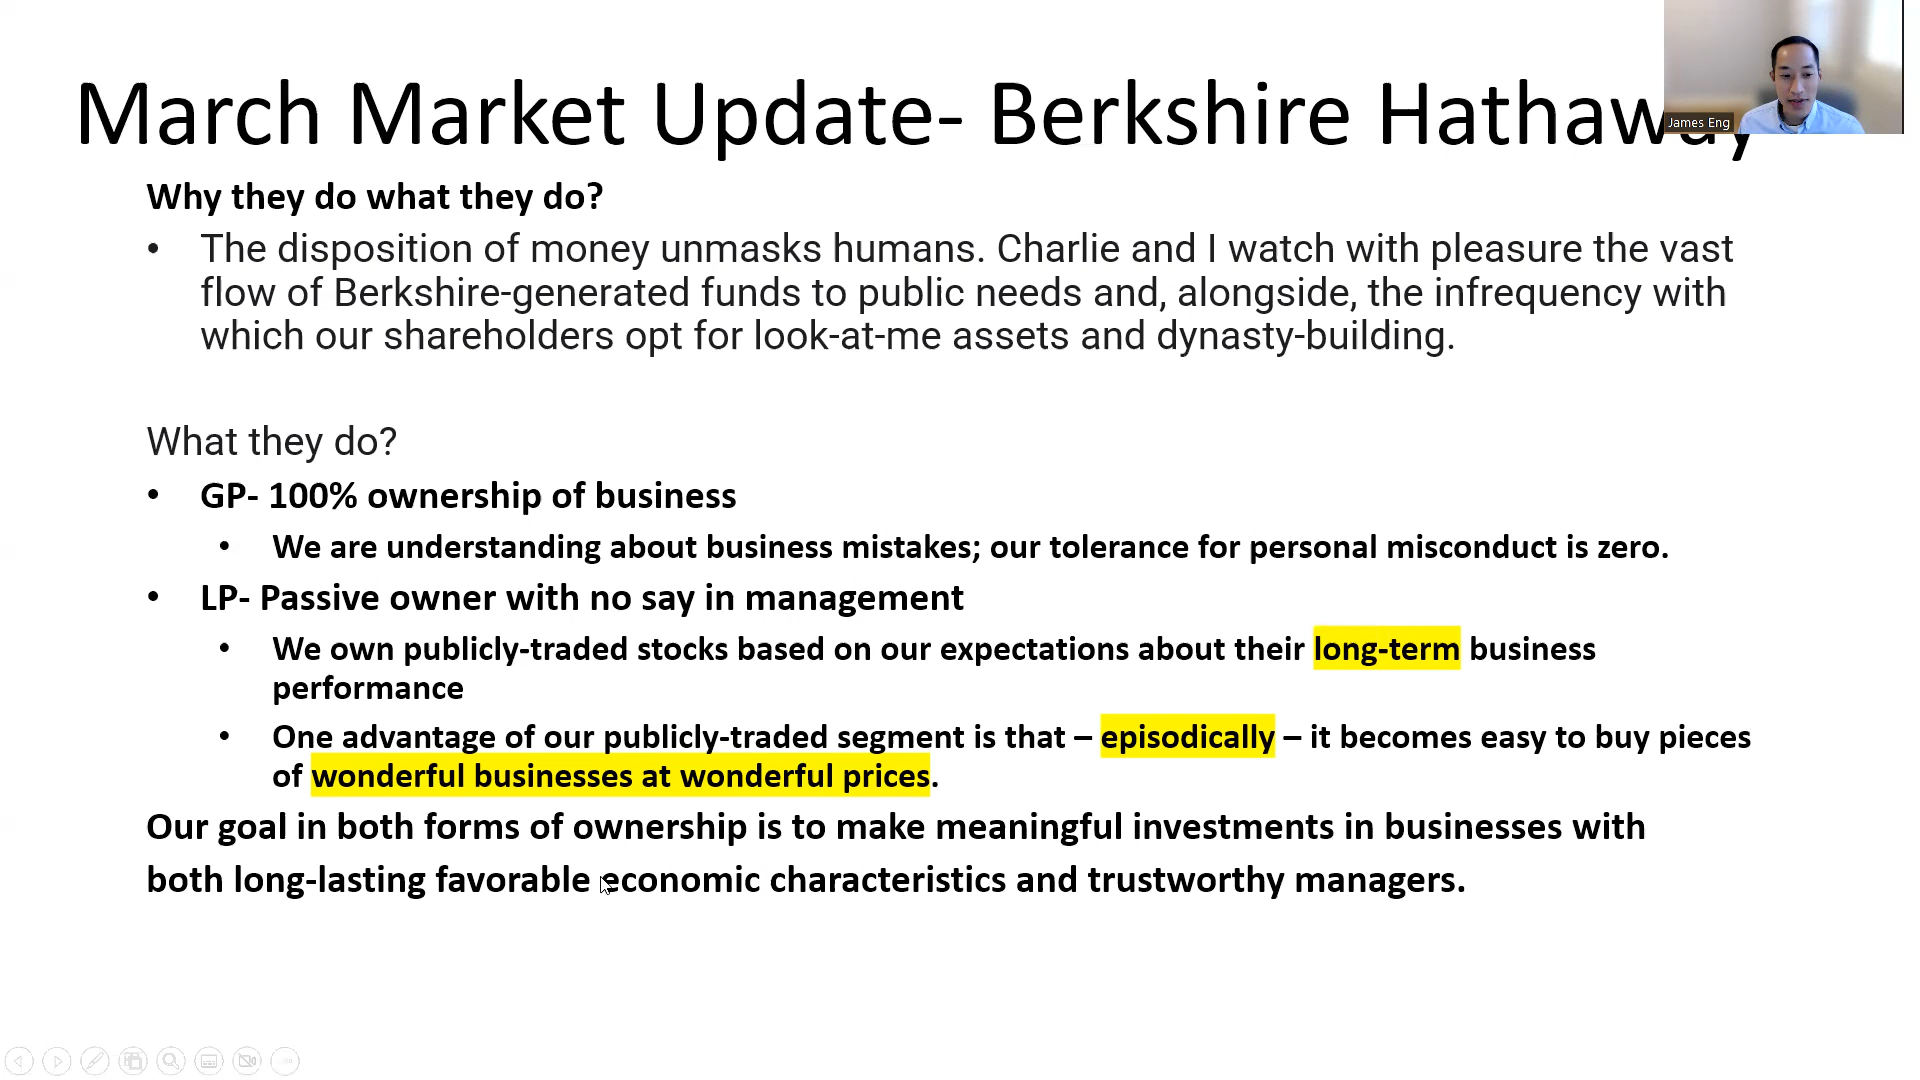 March Market Update- Berkshire Hathaway
James Eng
Why they do what they do?
• The disposition of money unmasks humans. Charlie and I watch with pleasure the vast
flow of Berkshire-generated funds to public needs and, alongside, the infrequency with
which our shareholders opt for look-at-me assets and dynasty-building.
What they do?
• GP- 100% ownership of business
• We are understanding about business mistakes; our tolerance for personal misconduct is zero.
• LP- Passive owner with no say in management
• We own publicly-traded stocks based on our expectations about their long-term business
performance
• One advantage of our publicly-traded segment is that – episodically – it becomes easy to buy pieces
of wonderful businesses at wonderful prices.
Our goal in both forms of ownership is to make meaningful investments in businesses with
both long-lasting favorable economic characteristics and trustworthy managers.